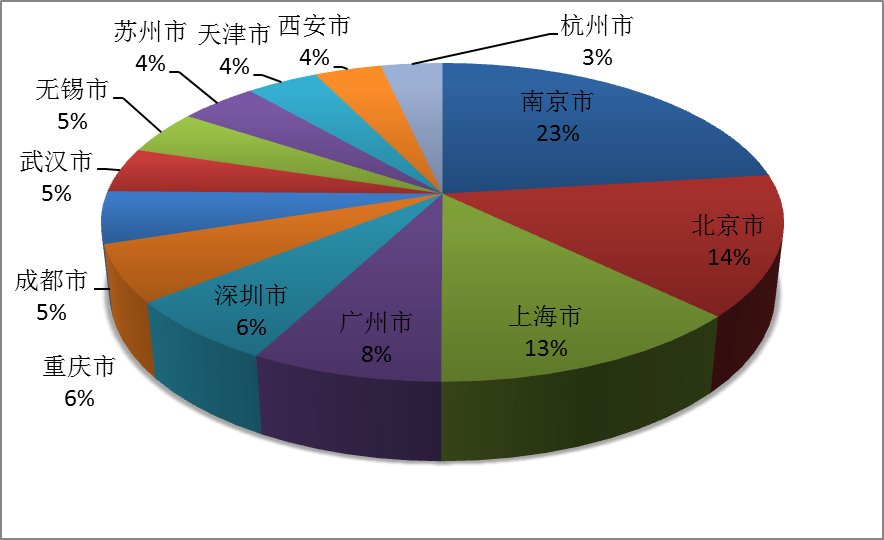 南京市
23%
北京市
14%
上海市
13%
广州市
8%
深圳市
6%
重庆市
6%
成都市
5%
武汉市
5%
无锡市
5%
苏州市
4%
天津市
4%
西安市
4%
杭州市
3%